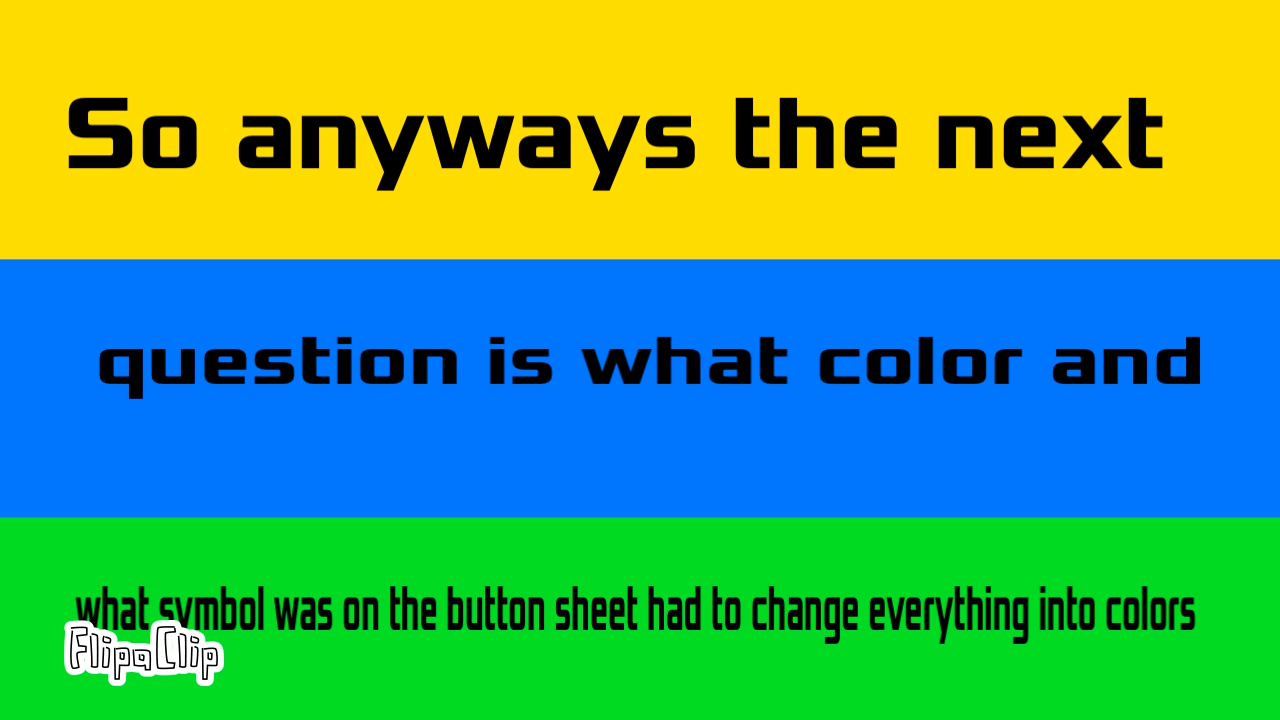 So anyways the next
question is what color and
what symbol was on the button sheet had to change everything into colors
FlipaClip